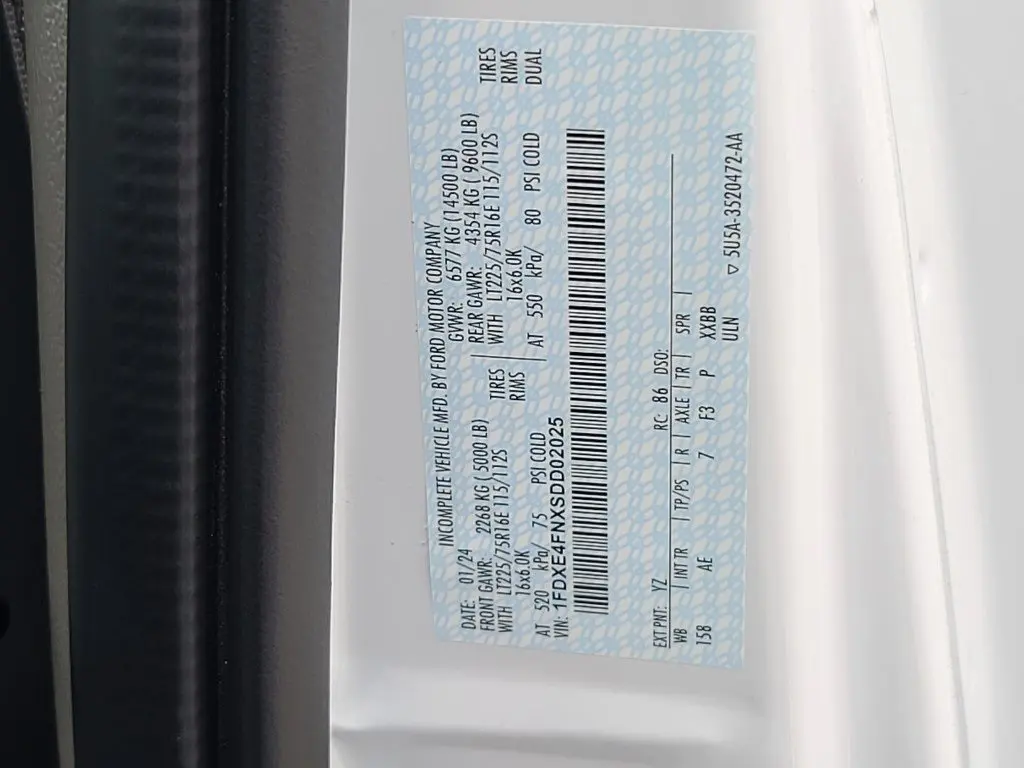 INCOMPLETE VEHICLE MFD. BY FORD MOTOR COMPANY
DATE: 01/24 GVWR: 6577 KG (14500 LB)
FRONT GAWR: 2268 KG (5000 LB) REAR GAWR: 4354 KG (9600 LB)
WITH LT225/75R16E 115/112S TIRES WITH LT225/75R16E 115/112S TIRES
16x6.0K RIMS 16x6.0K RIMS
AT 520 kPa/ 75 PSI COLD AT 550 kPa/ 80 PSI COLD DUAL
VIN: 1FDXE4FNXSDD02025
EXT PNT: YZ RC: 86 DSO:
WB INT TR TP/PS R AXLE TR SPR
158 AE 7 F3 P XXBB
ULN
▽ 5U5A-3520472-AA